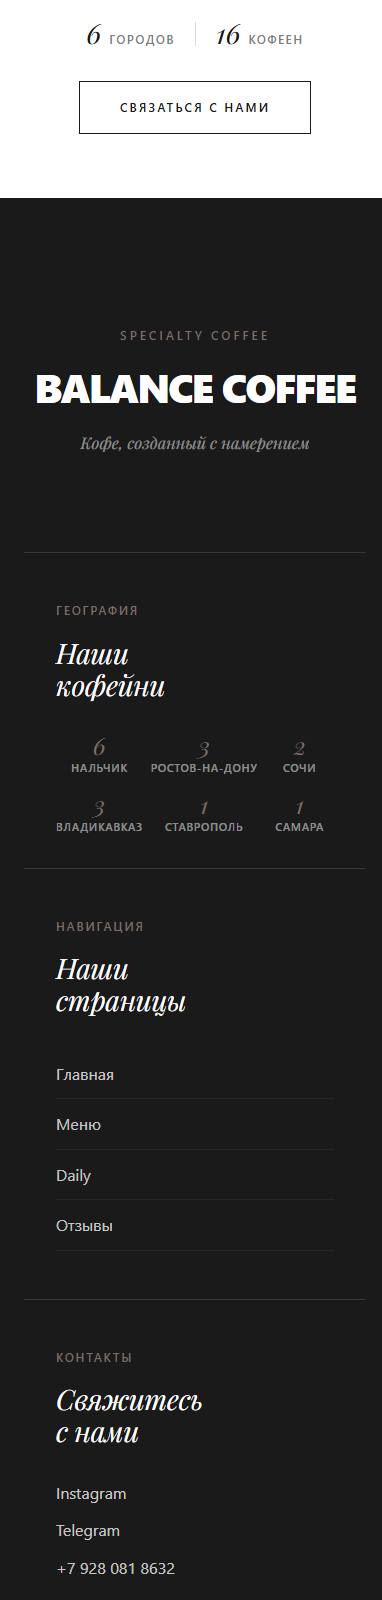 6 ГОРОДОВ 16 КОФЕЕН
СВЯЗАТЬСЯ С НАМИ
SPECIALTY COFFEE
BALANCE COFFEE
Кофе, созданный с намерением
ГЕОГРАФИЯ
Наши
кофейни
6 3 2
НАЛЬЧИК РОСТОВ-НА-ДОНУ СОЧИ
3 1 1
ВЛАДИКАВКАЗ СТАВРОПОЛЬ САМАРА
НАВИГАЦИЯ
Наши
страницы
Главная
Меню
Daily
Отзывы
КОНТАКТЫ
Свяжитесь
с нами
Instagram
Telegram
+7 928 081 8632